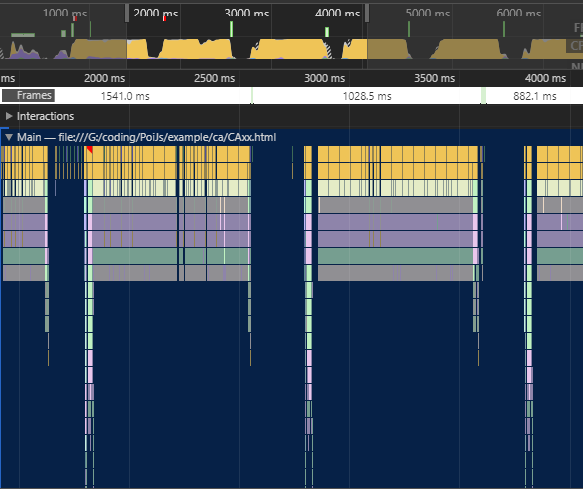 1000 ms 2000 ms 3000 ms 4000 ms 5000 ms 6000 ms
ms 2000 ms 2500 ms 3000 ms 3500 ms 4000 ms
Frames 1541.0 ms 1028.5 ms 882.1 ms
Interactions
Main — file:///G:/coding/PoiJs/example/ca/CAxx.html